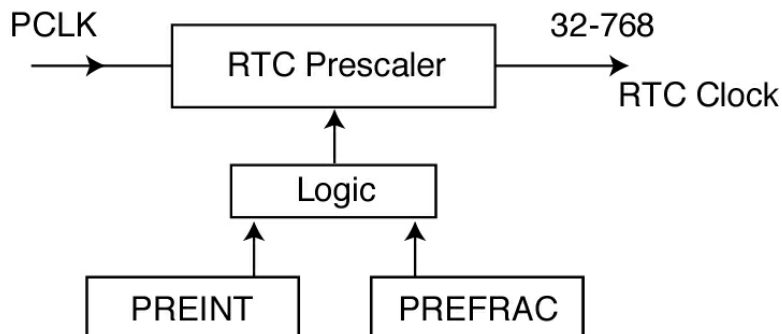 PCLK
32-768
RTC Prescaler
RTC Clock
Logic
PREINT
PREFRAC